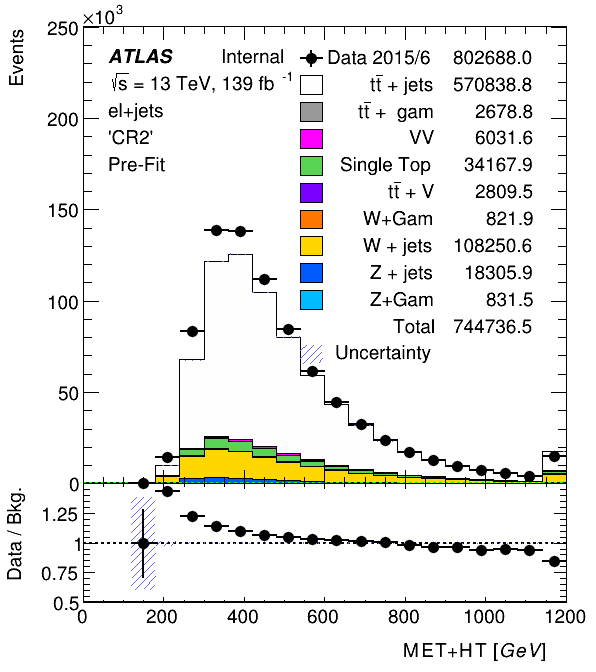 ×10³
Events
250
200
150
100
50
0
ATLAS Internal
√s = 13 TeV, 139 fb⁻¹
el+jets
'CR2'
Pre-Fit
Data 2015/6 802688.0
tt̄ + jets 570838.8
tt̄ + gam 2678.8
VV 6031.6
Single Top 34167.9
tt̄ + V 2809.5
W+Gam 821.9
W + jets 108250.6
Z + jets 18305.9
Z+Gam 831.5
Total 744736.5
Uncertainty
Data / Bkg.
1.25
1
0.75
0.5
0 200 400 600 800 1000 1200
MET+HT [GeV]